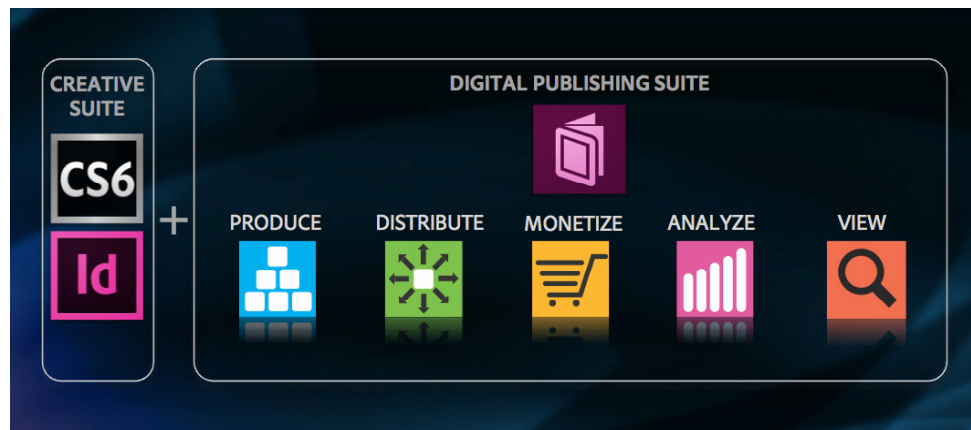 CREATIVE
SUITE
CS6
Id
+
DIGITAL PUBLISHING SUITE
PRODUCE
DISTRIBUTE
MONETIZE
ANALYZE
VIEW